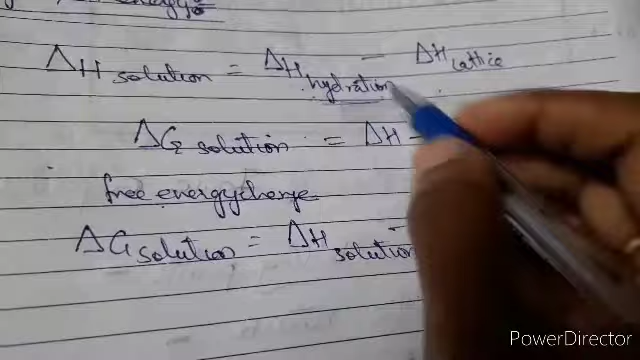 ΔH solution = ΔH hydration - ΔH Lattice
ΔG solution = ΔH -
free energy change
ΔG solution = ΔH solution
PowerDirector